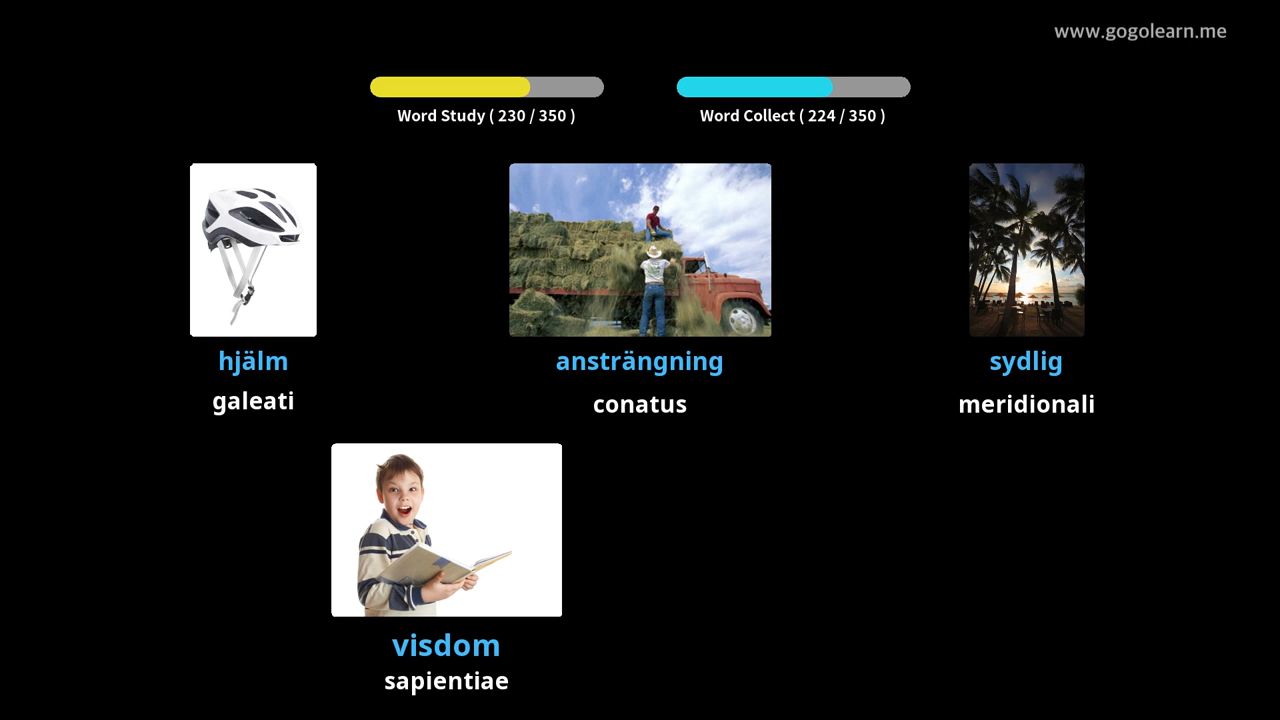 www.gogolearn.me
Word Study ( 230 / 350 )
Word Collect ( 224 / 350 )
hjälm
galeati
ansträngning
conatus
sydlig
meridionali
visdom
sapientiae